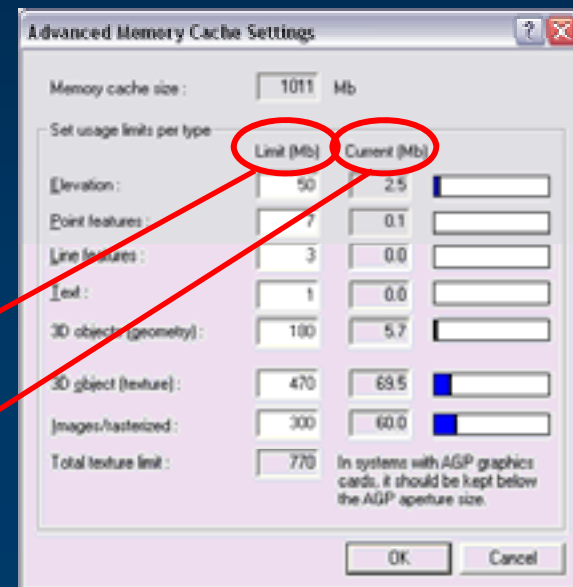 Advanced Memory Cache Settings
Memory cache size : 1011 Mb
Set usage limits per type
Limit (Mb) Current (Mb)
Elevation : 50 2.5
Point features : 7 0.1
Line features : 3 0.0
Text : 1 0.0
3D objects (geometry) : 180 5.7
3D object (texture) : 470 69.5
Images/rasterized : 300 60.0
Total texture limit : 770 In systems with AGP graphics
cards, it should be kept below
the AGP aperture size.
OK Cancel